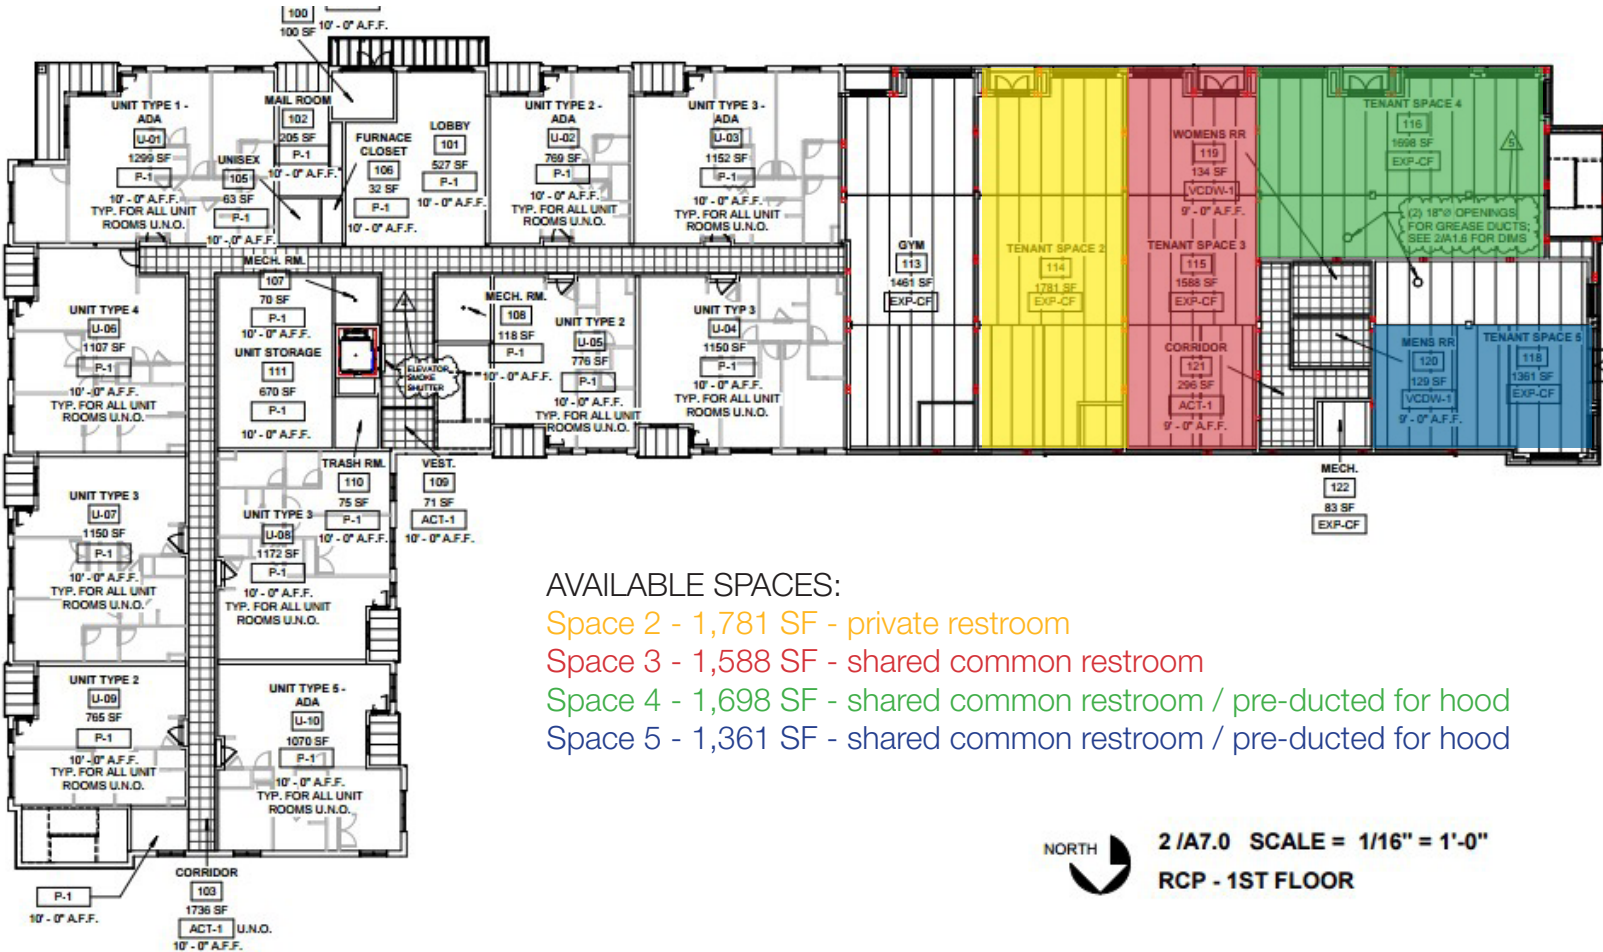 100
100 SF
10' - 0" A.F.F.
UNIT TYPE 1 -
ADA
U-01
1299 SF
P-1
10' - 0" A.F.F.
TYP. FOR ALL UNIT
ROOMS U.N.O.
MAIL ROOM
102
205 SF
P-1
10' - 0" A.F.F.
UNISEX
105
63 SF
P-1
10' - 0" A.F.F.
FURNACE
CLOSET
106
32 SF
P-1
10' - 0" A.F.F.
LOBBY
101
527 SF
P-1
10' - 0" A.F.F.
UNIT TYPE 2 -
ADA
U-02
769 SF
P-1
10' - 0" A.F.F.
TYP. FOR ALL UNIT
ROOMS U.N.O.
UNIT TYPE 3 -
ADA
U-03
1152 SF
P-1
10' - 0" A.F.F.
TYP. FOR ALL UNIT
ROOMS U.N.O.
GYM
113
1461 SF
EXP-CF
TENANT SPACE 2
114
1781 SF
EXP-CF
WOMENS RR
119
134 SF
VCDW-1
9' - 0" A.F.F.
TENANT SPACE 3
115
1588 SF
EXP-CF
CORRIDOR
121
296 SF
ACT-1
9' - 0" A.F.F.
TENANT SPACE 4
116
1698 SF
EXP-CF
5
(2) 18"Ø OPENINGS
FOR GREASE DUCTS;
SEE 2/A1.6 FOR DIMS
MENS RR
120
129 SF
VCDW-1
9' - 0" A.F.F.
TENANT SPACE 5
118
1361 SF
EXP-CF
MECH.
122
83 SF
EXP-CF
MECH. RM.
107
70 SF
P-1
10' - 0" A.F.F.
UNIT STORAGE
111
670 SF
P-1
10' - 0" A.F.F.
ELEVATOR
SMOKE
SHUTTER
MECH. RM.
108
118 SF
P-1
10' - 0" A.F.F.
UNIT TYPE 2
U-05
776 SF
P-1
10' - 0" A.F.F.
TYP. FOR ALL UNIT
ROOMS U.N.O.
UNIT TYP 3
U-04
1150 SF
P-1
10' - 0" A.F.F.
TYP. FOR ALL UNIT
ROOMS U.N.O.
UNIT TYPE 4
U-06
1107 SF
P-1
10' - 0" A.F.F.
TYP. FOR ALL UNIT
ROOMS U.N.O.
TRASH RM.
110
75 SF
P-1
10' - 0" A.F.F.
VEST.
109
71 SF
ACT-1
10' - 0" A.F.F.
UNIT TYPE 3
U-07
1150 SF
P-1
10' - 0" A.F.F.
TYP. FOR ALL UNIT
ROOMS U.N.O.
UNIT TYPE 3
U-08
1172 SF
P-1
10' - 0" A.F.F.
TYP. FOR ALL UNIT
ROOMS U.N.O.
UNIT TYPE 2
U-09
765 SF
P-1
10' - 0" A.F.F.
TYP. FOR ALL UNIT
ROOMS U.N.O.
UNIT TYPE 5 -
ADA
U-10
1070 SF
P-1
10' - 0" A.F.F.
TYP. FOR ALL UNIT
ROOMS U.N.O.
P-1
10' - 0" A.F.F.
CORRIDOR
103
1736 SF
ACT-1 U.N.O.
10' - 0" A.F.F.
AVAILABLE SPACES:
Space 2 - 1,781 SF - private restroom
Space 3 - 1,588 SF - shared common restroom
Space 4 - 1,698 SF - shared common restroom / pre-ducted for hood
Space 5 - 1,361 SF - shared common restroom / pre-ducted for hood
NORTH
2 /A7.0 SCALE = 1/16" = 1'-0"
RCP - 1ST FLOOR